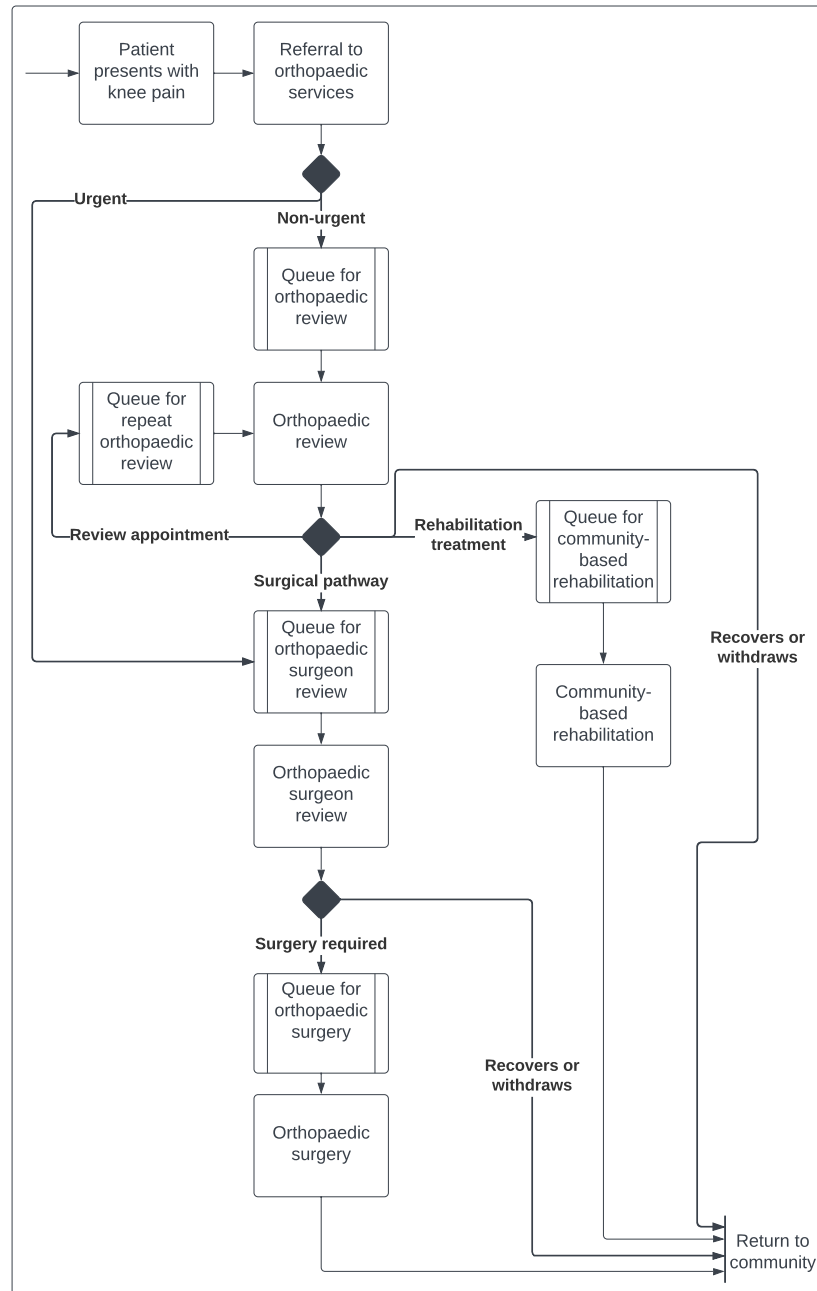 Patient
presents with
knee pain
Referral to
orthopaedic
services
Urgent
Non-urgent
Queue for
orthopaedic
review
Queue for
repeat
orthopaedic
review
Orthopaedic
review
Review appointment
Rehabilitation
treatment
Queue for
community-
based
rehabilitation
Surgical pathway
Queue for
orthopaedic
surgeon
review
Recovers or
withdraws
Community-
based
rehabilitation
Orthopaedic
surgeon
review
Surgery required
Queue for
orthopaedic
surgery
Recovers or
withdraws
Orthopaedic
surgery
Return to
community